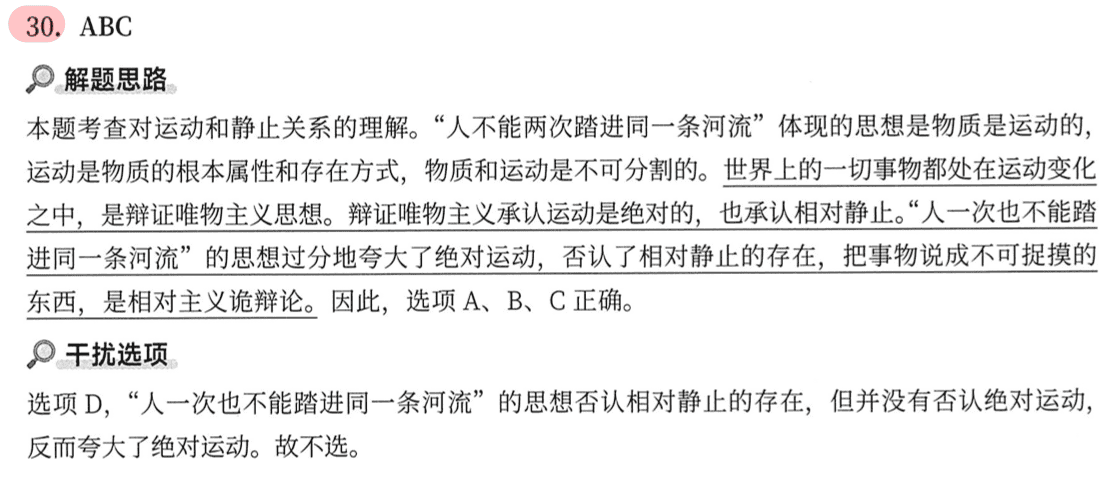 30. ABC
解题思路
本题考查对运动和静止关系的理解。“人不能两次踏进同一条河流”体现的思想是物质是运动的，
运动是物质的根本属性和存在方式，物质和运动是不可分割的。世界上的一切事物都处在运动变化
之中，是辩证唯物主义思想。辩证唯物主义承认运动是绝对的，也承认相对静止。“人一次也不能踏
进同一条河流”的思想过分地夸大了绝对运动，否认了相对静止的存在，把事物说成不可捉摸的
东西，是相对主义诡辩论。因此，选项 A、B、C 正确。
干扰选项
选项 D，“人一次也不能踏进同一条河流”的思想否认相对静止的存在，但并没有否认绝对运动，
反而夸大了绝对运动。故不选。